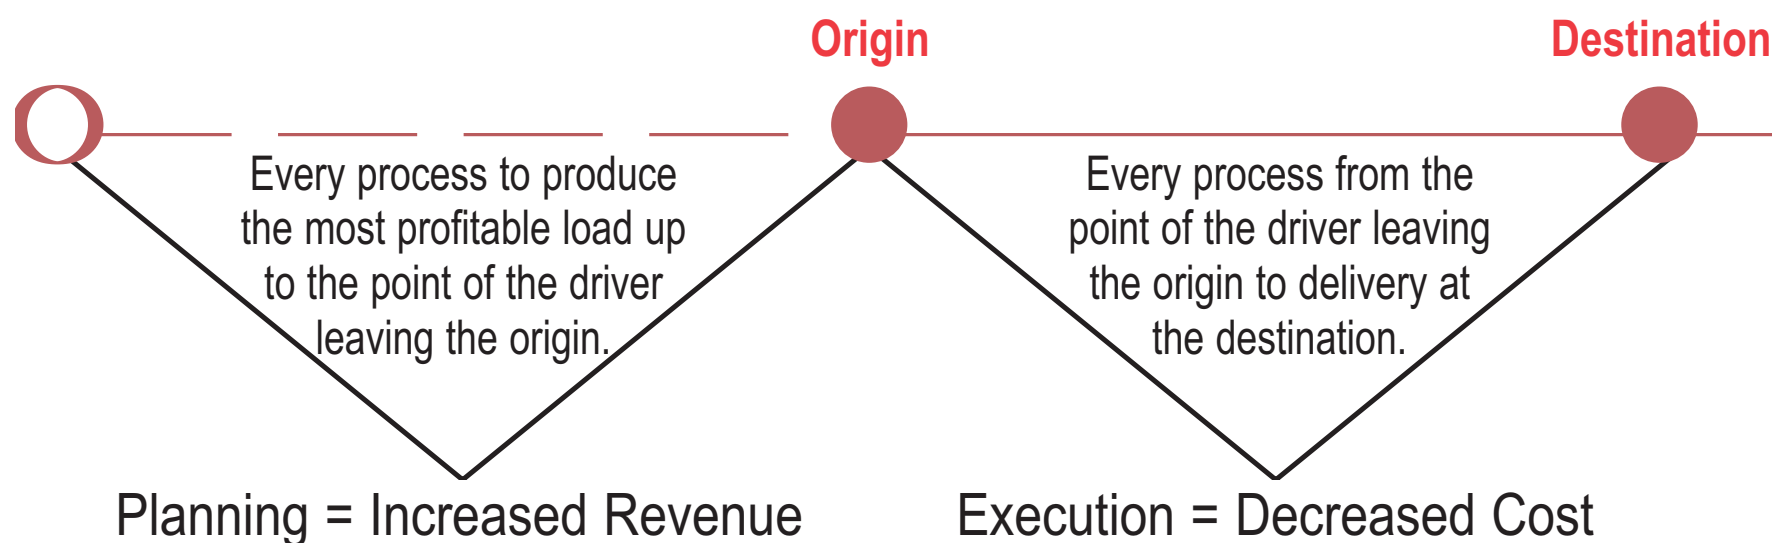 Origin
Destination
Every process to produce
the most profitable load up
to the point of the driver
leaving the origin.
Every process from the
point of the driver leaving
the origin to delivery at
the destination.
Planning = Increased Revenue
Execution = Decreased Cost